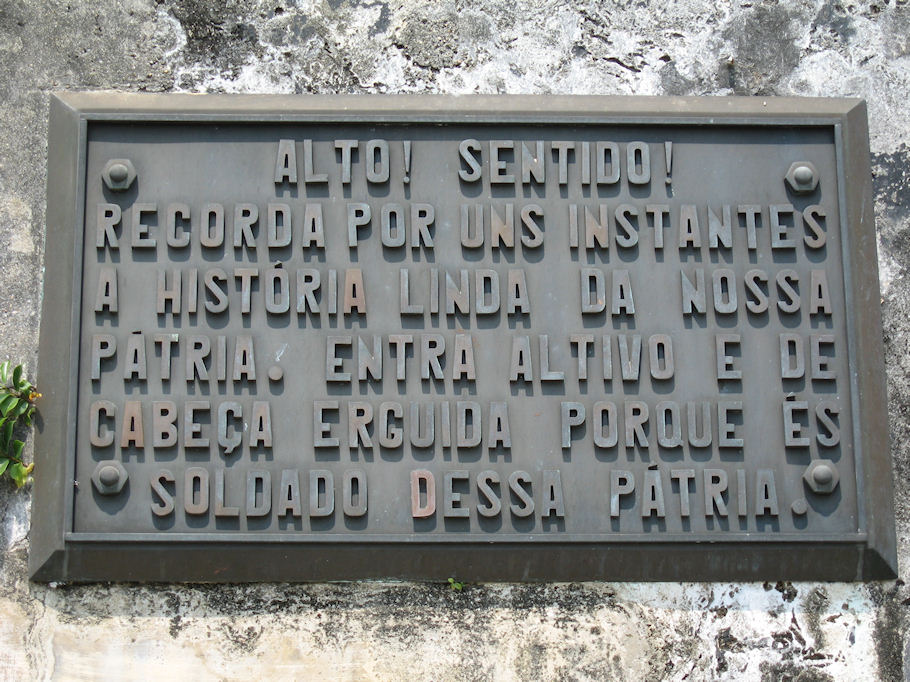 ALTO! SENTIDO!
RECORDA POR UNS INSTANTES
A HISTÓRIA LINDA DA NOSSA
PÁTRIA. ENTRA ALTIVO E DE
CABEÇA ERGUIDA PORQUE ÉS
SOLDADO DESSA PÁTRIA.